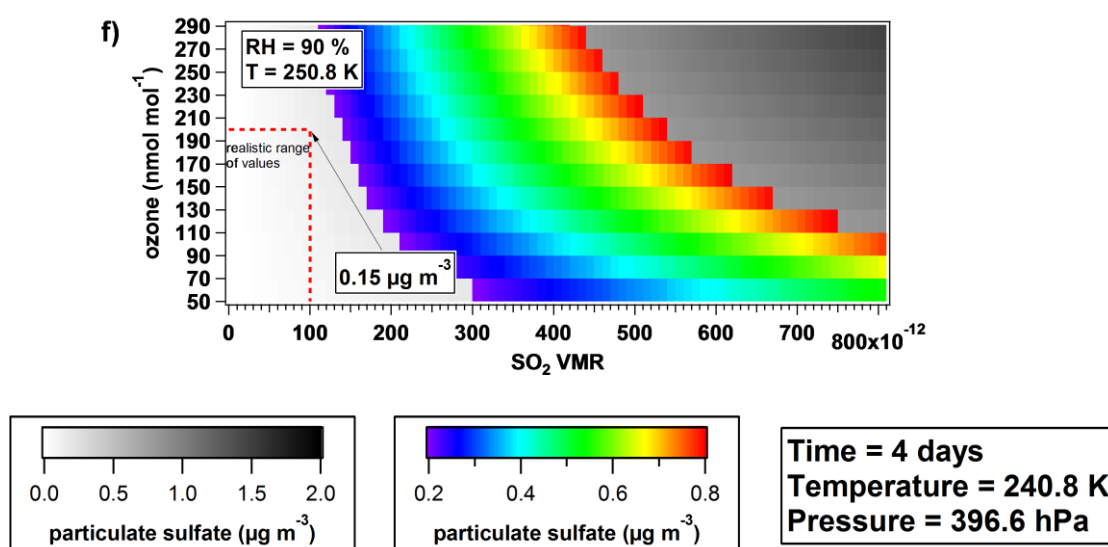 f)
RH = 90 %
T = 250.8 K
ozone (nmol mol⁻¹)
290
270
250
230
210
190
170
150
130
110
90
70
50
realistic range
of values
0.15 µg m⁻³
0 100 200 300 400 500 600 700 800x10⁻¹²
SO₂ VMR
0.0 0.5 1.0 1.5 2.0
particulate sulfate (µg m⁻³)
0.2 0.4 0.6 0.8
particulate sulfate (µg m⁻³)
Time = 4 days
Temperature = 240.8 K
Pressure = 396.6 hPa